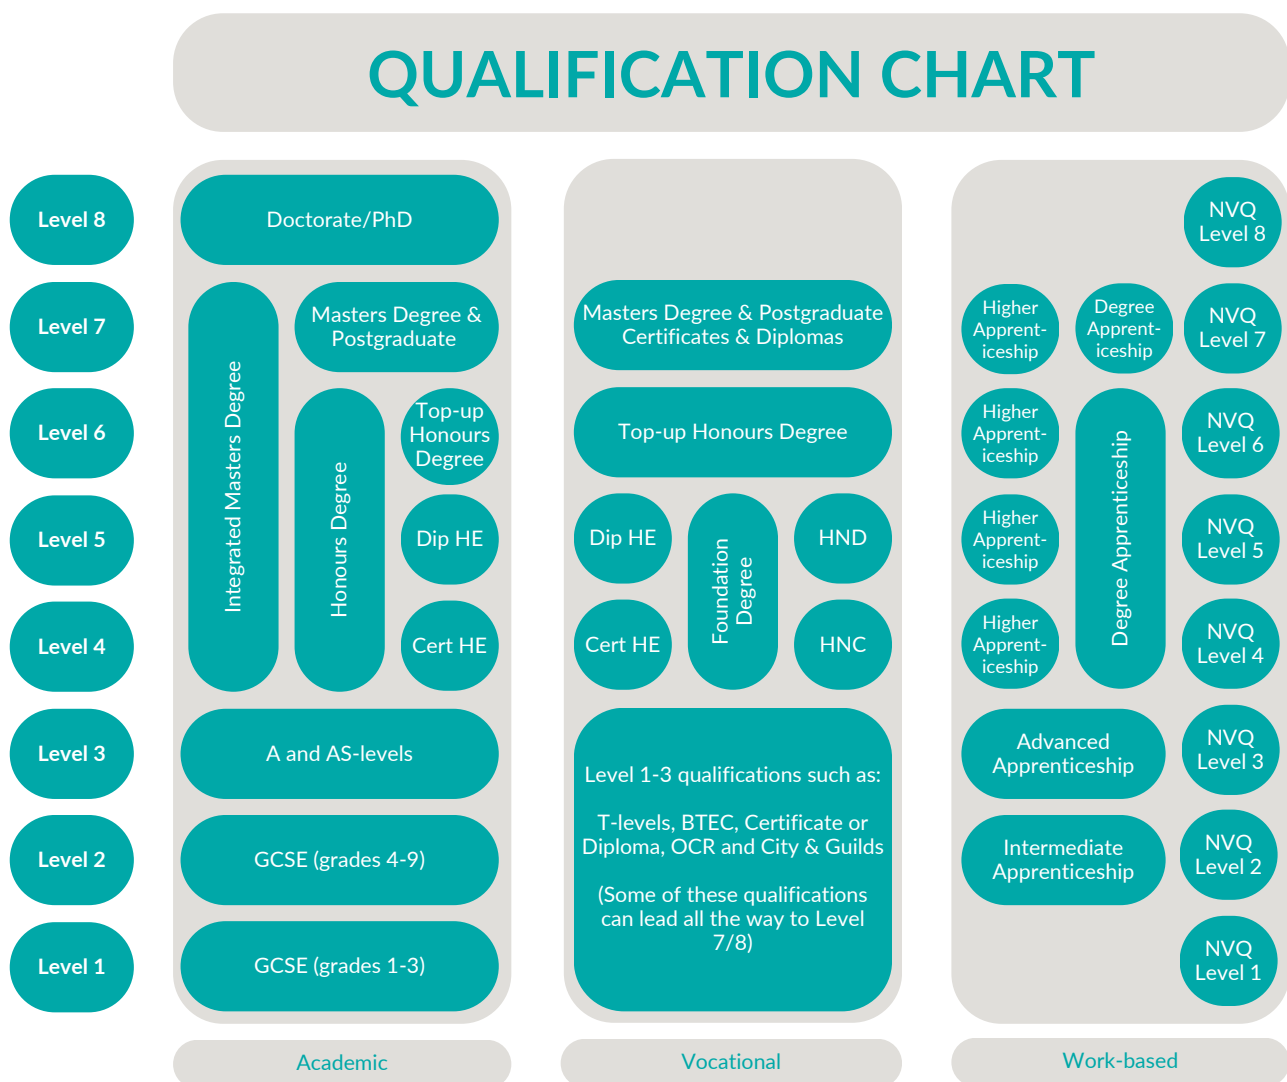 QUALIFICATION CHART
Level 8
Level 7
Level 6
Level 5
Level 4
Level 3
Level 2
Level 1
Doctorate/PhD
Integrated Masters Degree
Masters Degree &
Postgraduate
Honours Degree
Top-up
Honours
Degree
Dip HE
Cert HE
A and AS-levels
GCSE (grades 4-9)
GCSE (grades 1-3)
Academic
Masters Degree & Postgraduate
Certificates & Diplomas
Top-up Honours Degree
Dip HE
Foundation
Degree
HND
Cert HE
HNC
Level 1-3 qualifications such as:
T-levels, BTEC, Certificate or
Diploma, OCR and City & Guilds
(Some of these qualifications
can lead all the way to Level
7/8)
Vocational
NVQ
Level 8
Higher
Apprent-
iceship
Degree
Apprent-
iceship
NVQ
Level 7
Higher
Apprent-
iceship
Degree Apprenticeship
NVQ
Level 6
Higher
Apprent-
iceship
NVQ
Level 5
Higher
Apprent-
iceship
NVQ
Level 4
Advanced
Apprenticeship
NVQ
Level 3
Intermediate
Apprenticeship
NVQ
Level 2
NVQ
Level 1
Work-based